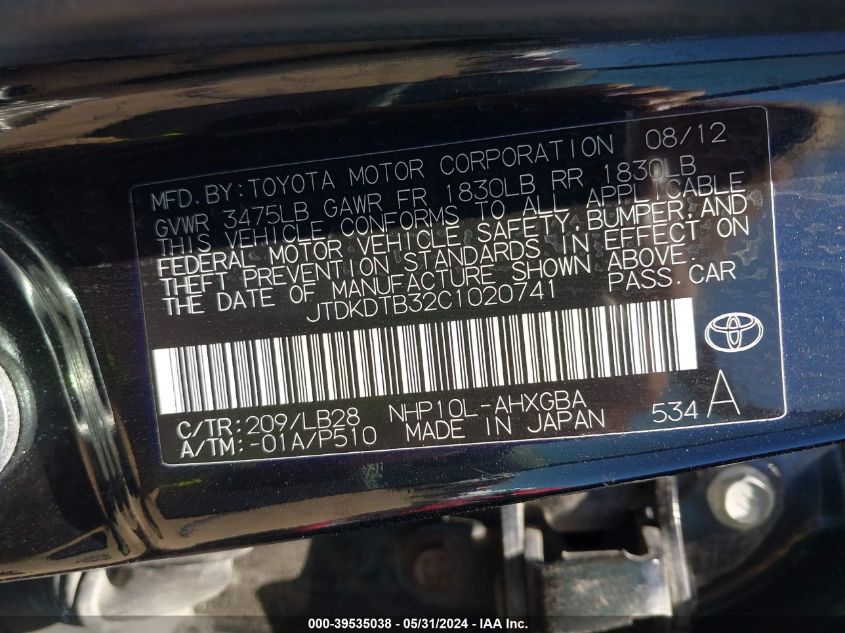 MFD. BY: TOYOTA MOTOR CORPORATION 08/12
GVWR 3475LB GAWR FR 1830LB RR 1830LB
THIS VEHICLE CONFORMS TO ALL APPLICABLE
FEDERAL MOTOR VEHICLE SAFETY, BUMPER, AND
THEFT PREVENTION STANDARDS IN EFFECT ON
THE DATE OF MANUFACTURE SHOWN ABOVE.
JTDKDTB32C1020741 PASS. CAR
C/TR: 209/LB28 NHP10L-AHXGBA
A/TM: -01A/P510 MADE IN JAPAN 534 A
000-39535038 - 05/31/2024 - IAA Inc.